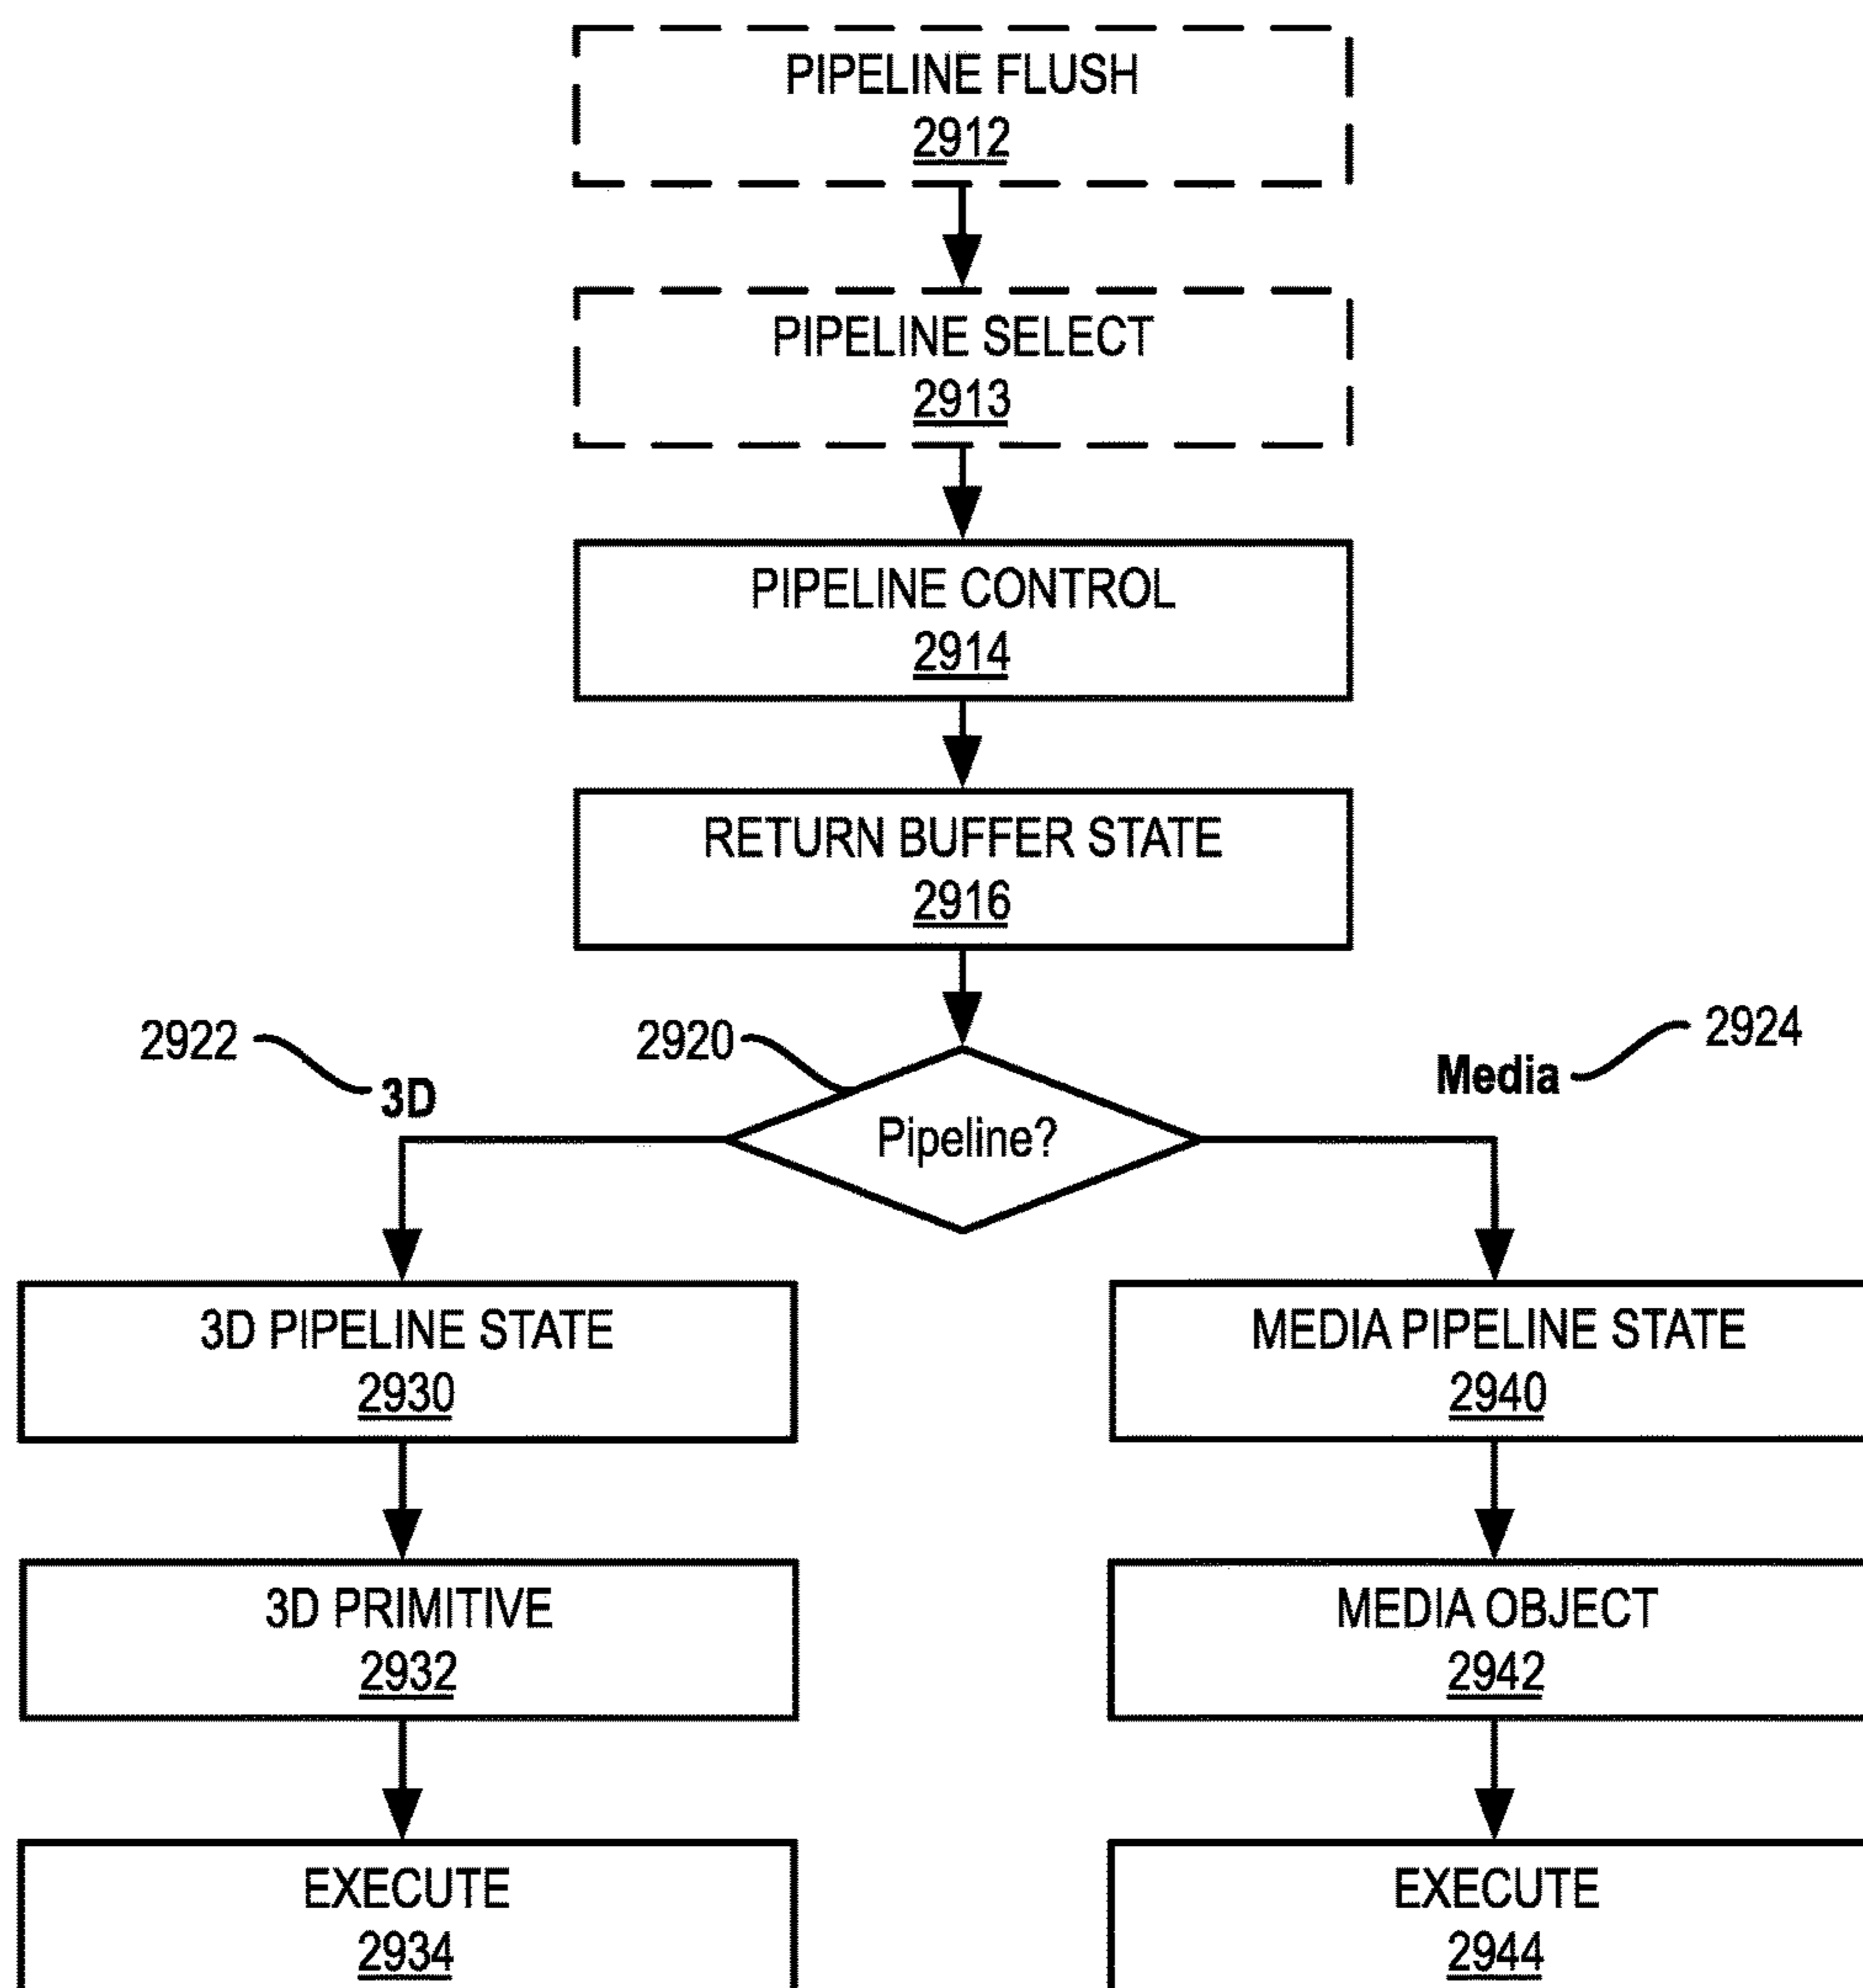 PIPELINE FLUSH
2912
PIPELINE SELECT
2913
PIPELINE CONTROL
2914
RETURN BUFFER STATE
2916
2922
2920
2924
3D
Media
Pipeline?
3D PIPELINE STATE
2930
MEDIA PIPELINE STATE
2940
3D PRIMITIVE
2932
MEDIA OBJECT
2942
EXECUTE
2934
EXECUTE
2944